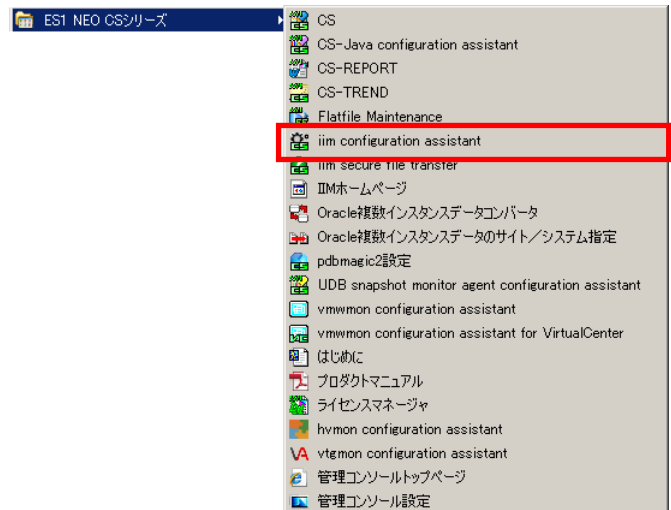 ES1 NEO CSシリーズ
CS
CS-Java configuration assistant
CS-REPORT
CS-TREND
Flatfile Maintenance
iim configuration assistant
iim secure file transfer
IIMホームページ
Oracle複数インスタンスデータコンバータ
Oracle複数インスタンスデータのサイト／システム指定
pdbmagic2設定
UDB snapshot monitor agent configuration assistant
vmwmon configuration assistant
vmwmon configuration assistant for VirtualCenter
はじめに
プロダクトマニュアル
ライセンスマネージャ
hvmon configuration assistant
vtgmon configuration assistant
管理コンソールトップページ
管理コンソール設定